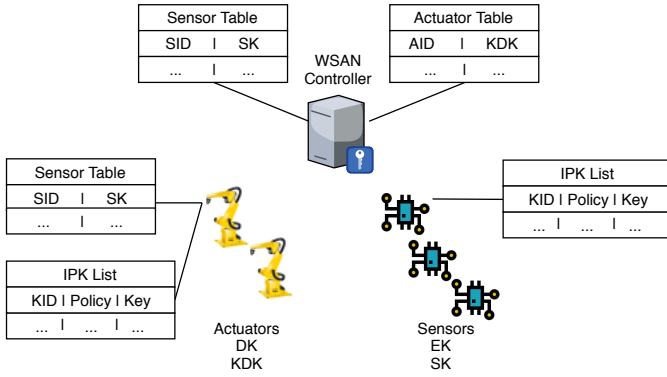 Sensor Table
SID | SK
... | ...
Actuator Table
AID | KDK
... | ...
WSAN
Controller
Sensor Table
SID | SK
... | ...
IPK List
KID | Policy | Key
... | ... | ...
IPK List
KID | Policy | Key
... | ... | ...
Actuators
DK
KDK
Sensors
EK
SK